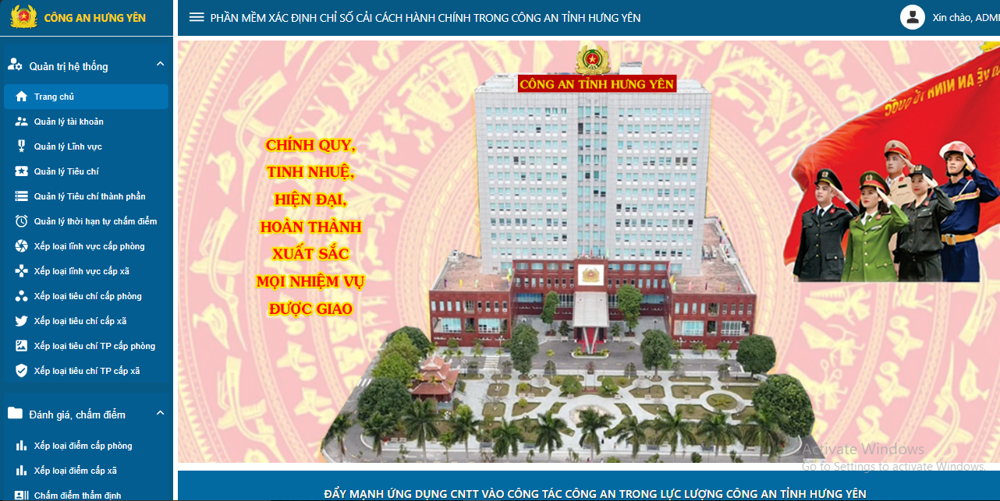 CÔNG AN HƯNG YÊN
PHẦN MỀM XÁC ĐỊNH CHỈ SỐ CẢI CÁCH HÀNH CHÍNH TRONG CÔNG AN TỈNH HƯNG YÊN
Xin chào, ADMI
Quản trị hệ thống
Trang chủ
Quản lý tài khoản
Quản lý Lĩnh vực
Quản lý Tiêu chí
Quản lý Tiêu chí thành phần
Quản lý thời hạn tự chấm điểm
Xếp loại lĩnh vực cấp phòng
Xếp loại lĩnh vực cấp xã
Xếp loại tiêu chí cấp phòng
Xếp loại tiêu chí cấp xã
Xếp loại tiêu chí TP cấp phòng
Xếp loại tiêu chí TP cấp xã
Đánh giá, chấm điểm
Xếp loại điểm cấp phòng
Xếp loại điểm cấp xã
Chấm điểm thẩm định
CÔNG AN TỈNH HƯNG YÊN
CHÍNH QUY,
TINH NHUỆ,
HIỆN ĐẠI,
HOÀN THÀNH
XUẤT SẮC
MỌI NHIỆM VỤ
ĐƯỢC GIAO
VỆ AN NINH TỔ QUỐC
Activate Windows
Go to Settings to activate Windows.
ĐẨY MẠNH ỨNG DỤNG CNTT VÀO CÔNG TÁC CÔNG AN TRONG LỰC LƯỢNG CÔNG AN TỈNH HƯNG YÊN